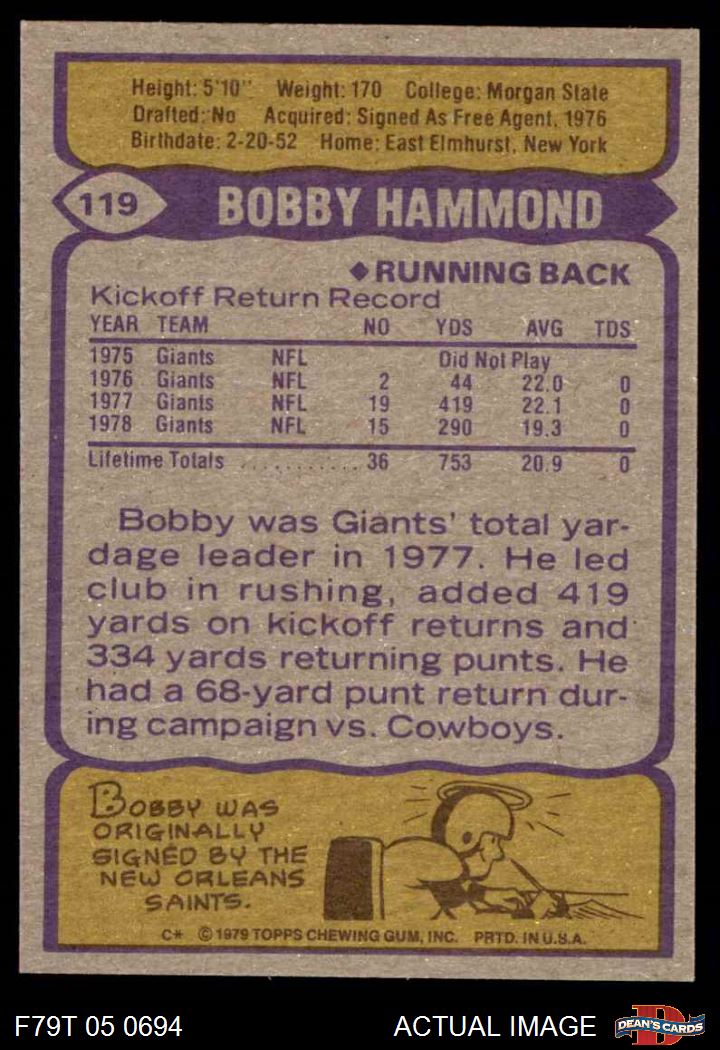 Height: 5'10" Weight: 170 College: Morgan State
Drafted: No Acquired: Signed As Free Agent, 1976
Birthdate: 2-20-52 Home: East Elmhurst, New York
119 BOBBY HAMMOND
◆RUNNING BACK
Kickoff Return Record
YEAR TEAM NO YDS AVG TDS
1975 Giants NFL Did Not Play
1976 Giants NFL 2 44 22.0 0
1977 Giants NFL 19 419 22.1 0
1978 Giants NFL 15 290 19.3 0
Lifetime Totals ........... 36 753 20.9 0
Bobby was Giants' total yar-
dage leader in 1977. He led
club in rushing, added 419
yards on kickoff returns and
334 yards returning punts. He
had a 68-yard punt return dur-
ing campaign vs. Cowboys.
BOBBY WAS
ORIGINALLY
SIGNED BY THE
NEW ORLEANS
SAINTS.
C* © 1979 TOPPS CHEWING GUM, INC. PRTD. IN U.S.A.
F79T 05 0694 ACTUAL IMAGE D DEAN'S CARDS